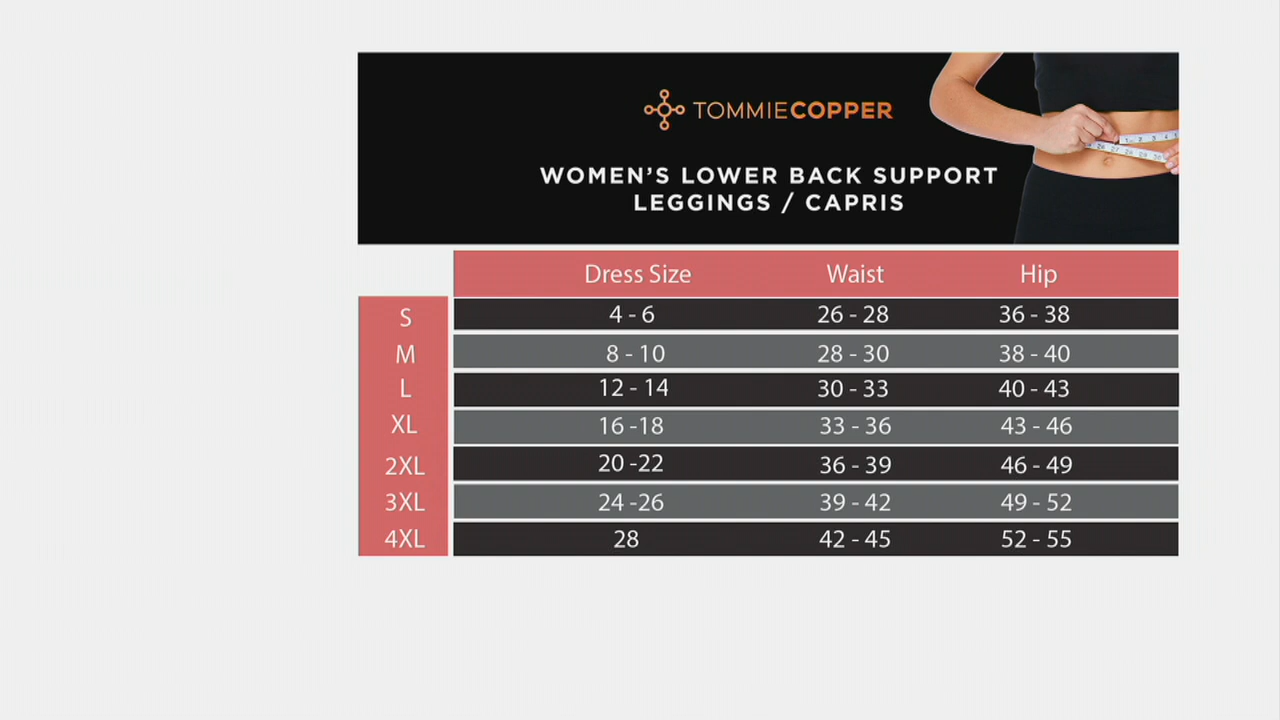 TOMMIECOPPER
WOMEN'S LOWER BACK SUPPORT
LEGGINGS / CAPRIS
Dress Size Waist Hip
S 4 - 6 26 - 28 36 - 38
M 8 - 10 28 - 30 38 - 40
L 12 - 14 30 - 33 40 - 43
XL 16 -18 33 - 36 43 - 46
2XL 20 -22 36 - 39 46 - 49
3XL 24 -26 39 - 42 49 - 52
4XL 28 42 - 45 52 - 55